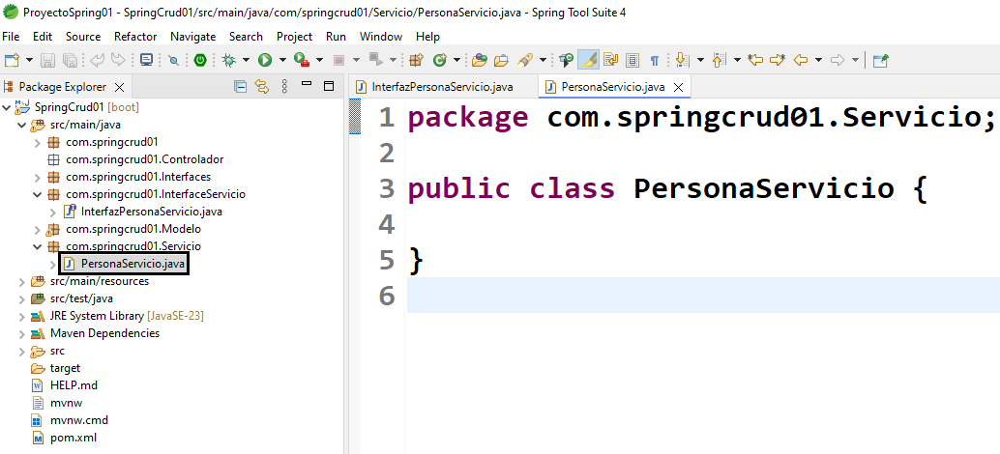 ProyectoSpring01 - SpringCrud01/src/main/java/com/springcrud01/Servicio/PersonaServicio.java - Spring Tool Suite 4
File Edit Source Refactor Navigate Search Project Run Window Help
Package Explorer
InterfazPersonaServicio.java PersonaServicio.java
SpringCrud01 [boot]
src/main/java
com.springcrud01
com.springcrud01.Controlador
com.springcrud01.Interfaces
com.springcrud01.InterfaceServicio
InterfazPersonaServicio.java
com.springcrud01.Modelo
com.springcrud01.Servicio
PersonaServicio.java
src/main/resources
src/test/java
JRE System Library [JavaSE-23]
Maven Dependencies
src
target
HELP.md
mvnw
mvnw.cmd
pom.xml
1 package com.springcrud01.Servicio;
2
3 public class PersonaServicio {
4
5 }
6